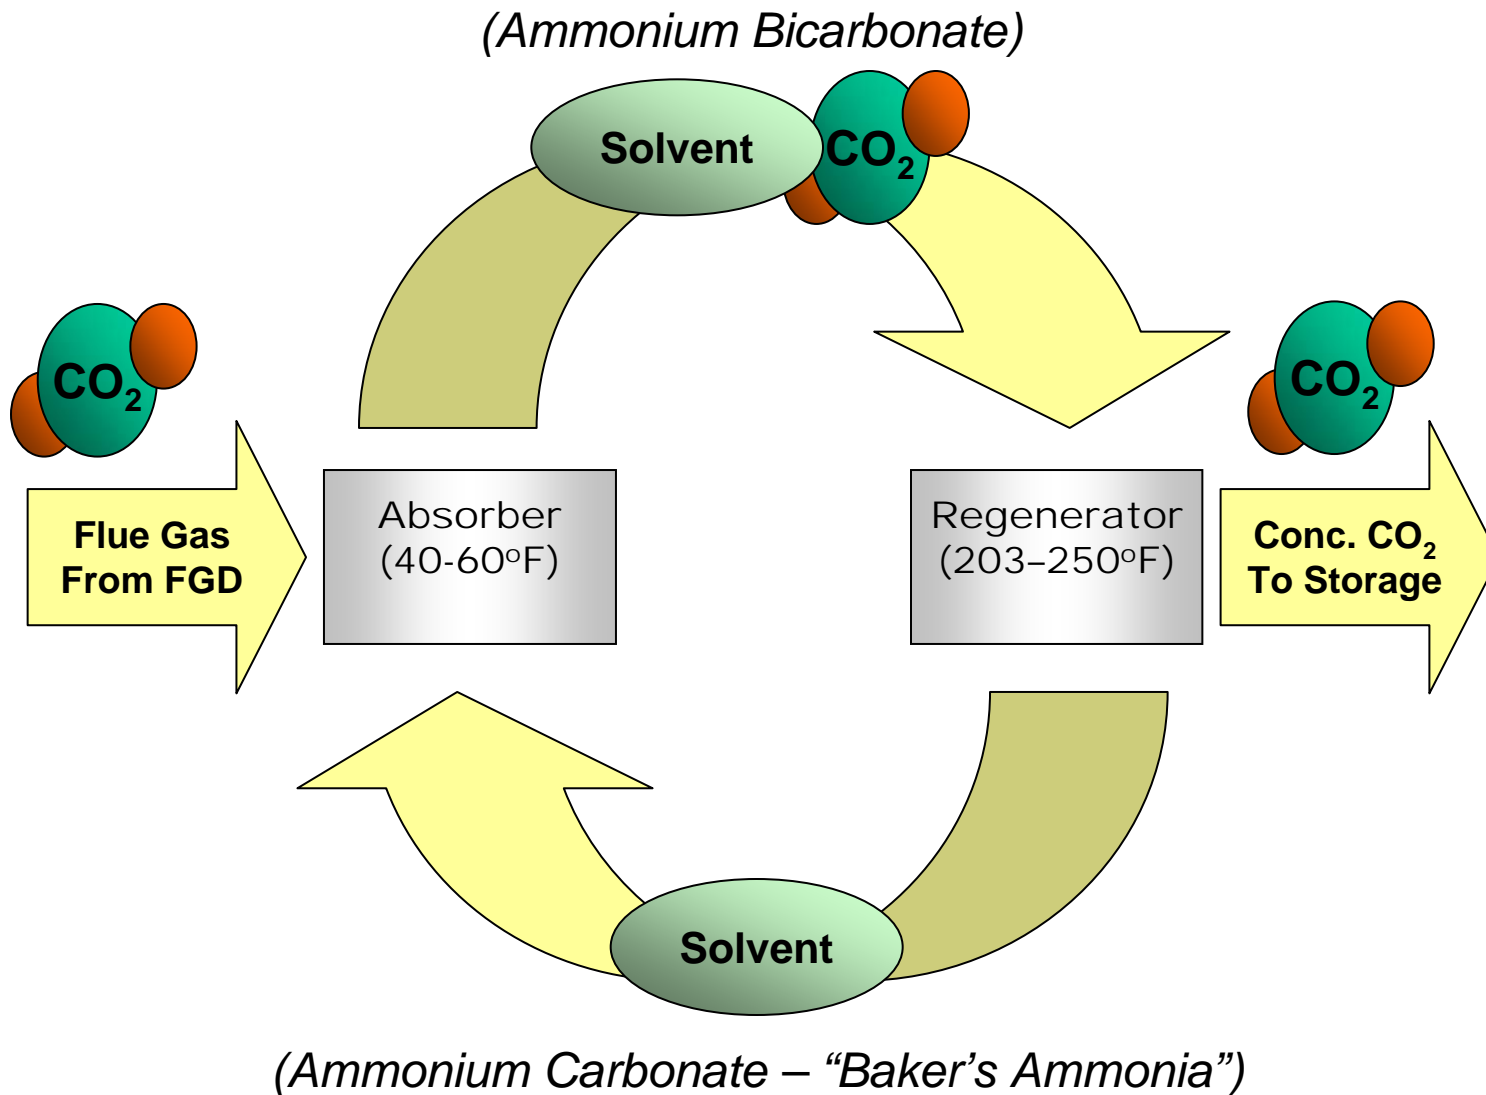 (Ammonium Bicarbonate)
Solvent
CO₂
CO₂
CO₂
Flue Gas
From FGD
Absorber
(40-60°F)
Regenerator
(203–250°F)
Conc. CO₂
To Storage
Solvent
(Ammonium Carbonate – “Baker’s Ammonia”)